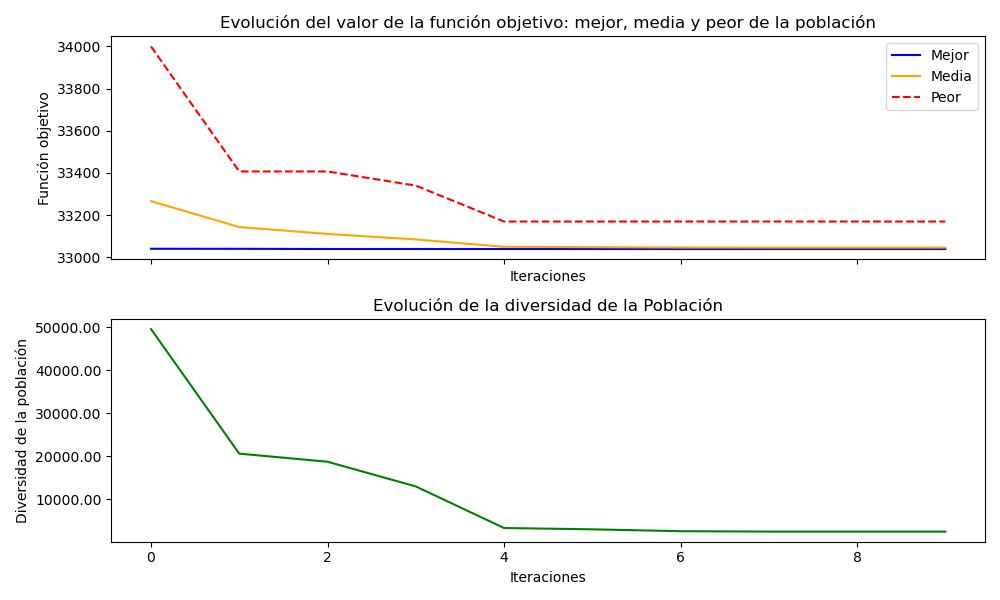 Evolución del valor de la función objetivo: mejor, media y peor de la población
Función objetivo
34000
33800
33600
33400
33200
33000
Mejor
Media
Peor
Iteraciones
Evolución de la diversidad de la Población
Diversidad de la población
50000.00
40000.00
30000.00
20000.00
10000.00
0 2 4 6 8
Iteraciones